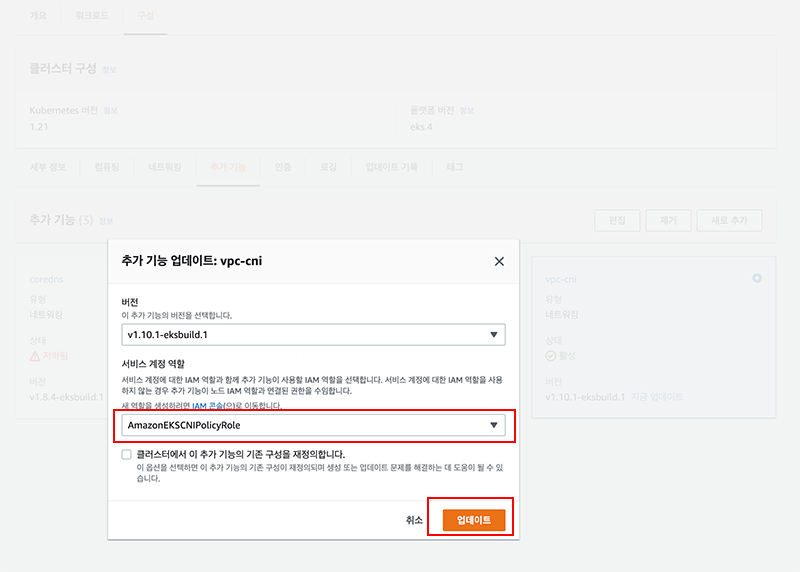 개요 워크로드 구성
클러스터 구성 정보
Kubernetes 버전 정보 플랫폼 버전 정보
1.21 eks.4
세부 정보 컴퓨팅 네트워킹 추가 기능 인증 로깅 업데이트 기록 태그
추가 기능 (3) 정보 편집 제거 새로 추가
추가 기능 업데이트: vpc-cni
버전
이 추가 기능의 버전을 선택합니다.
v1.10.1-eksbuild.1
서비스 계정 역할
서비스 계정에 대한 IAM 역할과 함께 추가 기능이 사용할 IAM 역할을 선택합니다. 서비스 계정에 대한 IAM 역할을 사용
하지 않는 경우 추가 기능이 노드 IAM 역할과 연결된 권한을 수임합니다.
새 역할을 생성하려면 IAM 콘솔(으)로 이동합니다.
AmazonEKSCNIPolicyRole
클러스터에서 이 추가 기능의 기존 구성을 재정의합니다.
이 옵션을 선택하면 이 추가 기능의 기존 구성이 재정의되며 생성 또는 업데이트 문제를 해결하는 데 도움이 될 수 있
습니다.
취소 업데이트
coredns
유형
네트워킹
상태
저하됨
버전
v1.8.4-eksbuild.1
vpc-cni
유형
네트워킹
상태
활성
버전
v1.10.1-eksbuild.1 지금 업데이트